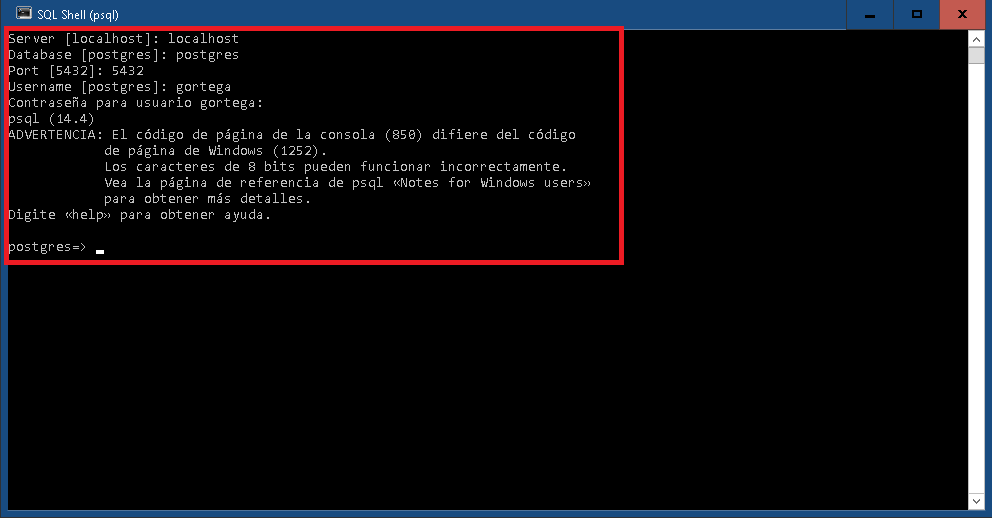 SQL Shell (psql)
Server [localhost]: localhost
Database [postgres]: postgres
Port [5432]: 5432
Username [postgres]: gortega
Contraseña para usuario gortega:
psql (14.4)
ADVERTENCIA: El código de página de la consola (850) difiere del código
de página de Windows (1252).
Los caracteres de 8 bits pueden funcionar incorrectamente.
Vea la página de referencia de psql «Notes for Windows users»
para obtener más detalles.
Digite «help» para obtener ayuda.
postgres=> _